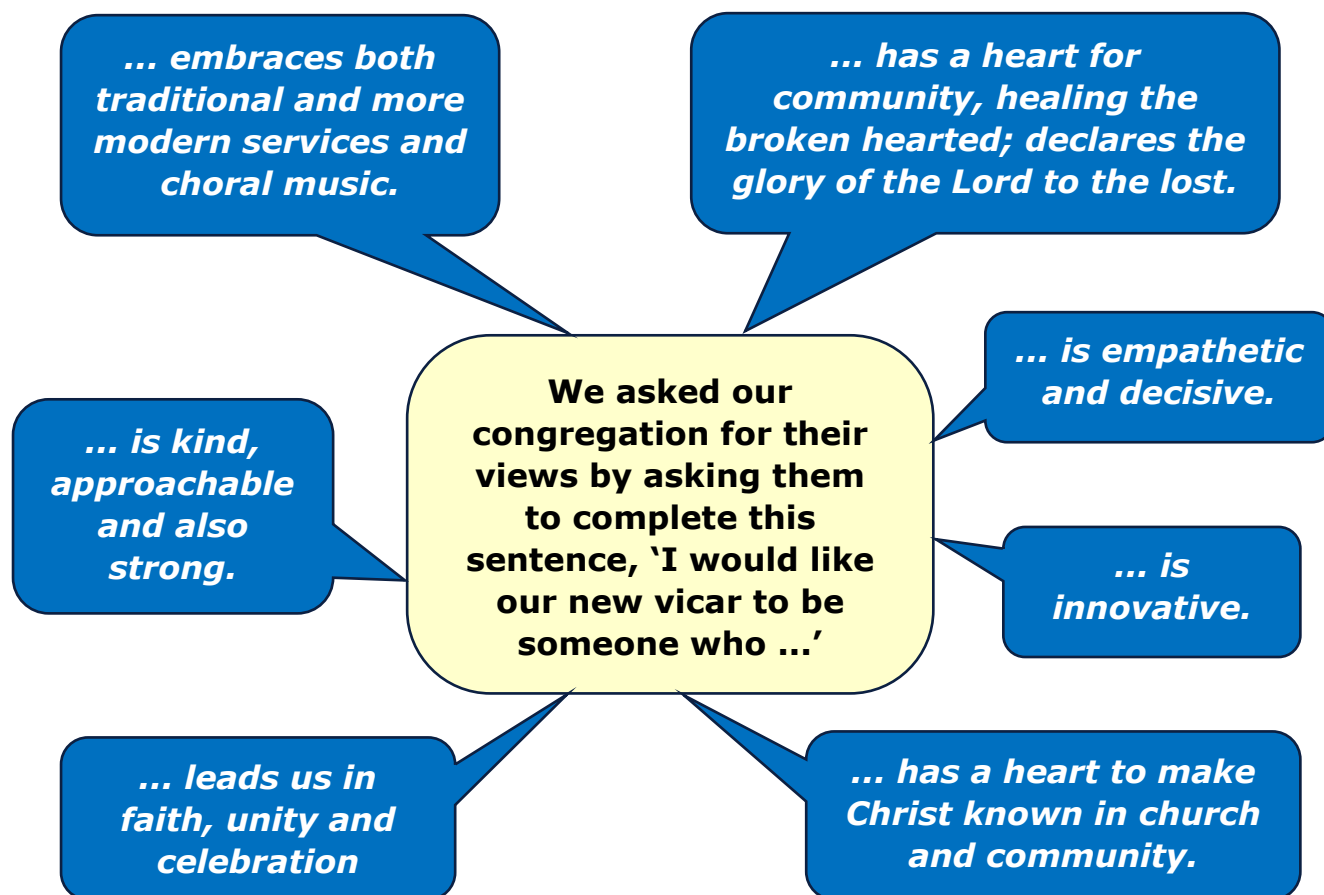 ... embraces both
traditional and more
modern services and
choral music.
... has a heart for
community, healing the
broken hearted; declares the
glory of the Lord to the lost.
... is empathetic
and decisive.
... is kind,
approachable
and also
strong.
We asked our
congregation for their
views by asking them
to complete this
sentence, ‘I would like
our new vicar to be
someone who ...’
... is
innovative.
... leads us in
faith, unity and
celebration
... has a heart to make
Christ known in church
and community.